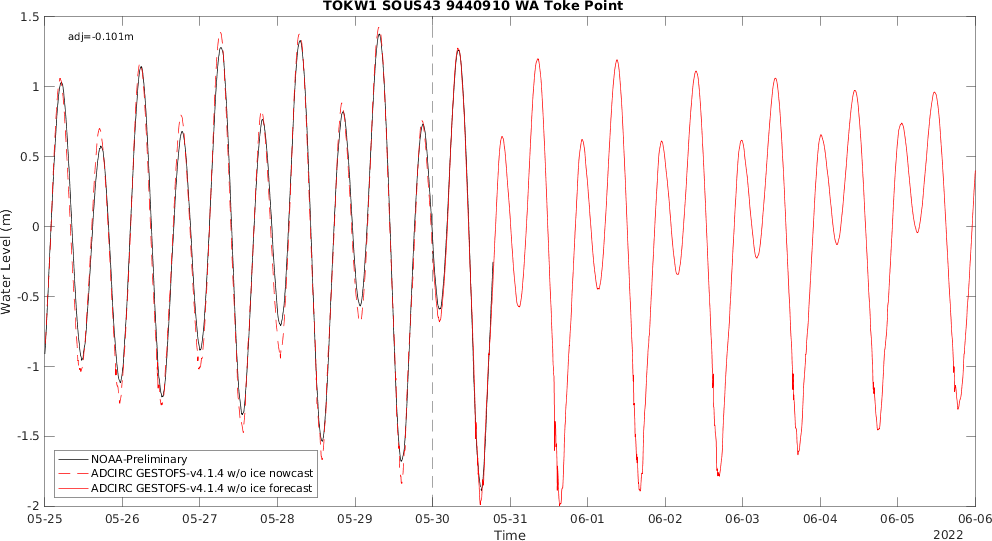 TOKW1 SOUS43 9440910 WA Toke Point
adj=-0.101m
1.5
1
0.5
0
-0.5
-1
-1.5
-2
Water Level (m)
NOAA-Preliminary
ADCIRC GESTOFS-v4.1.4 w/o ice nowcast
ADCIRC GESTOFS-v4.1.4 w/o ice forecast
05-25 05-26 05-27 05-28 05-29 05-30 05-31 06-01 06-02 06-03 06-04 06-05 06-06
Time
2022